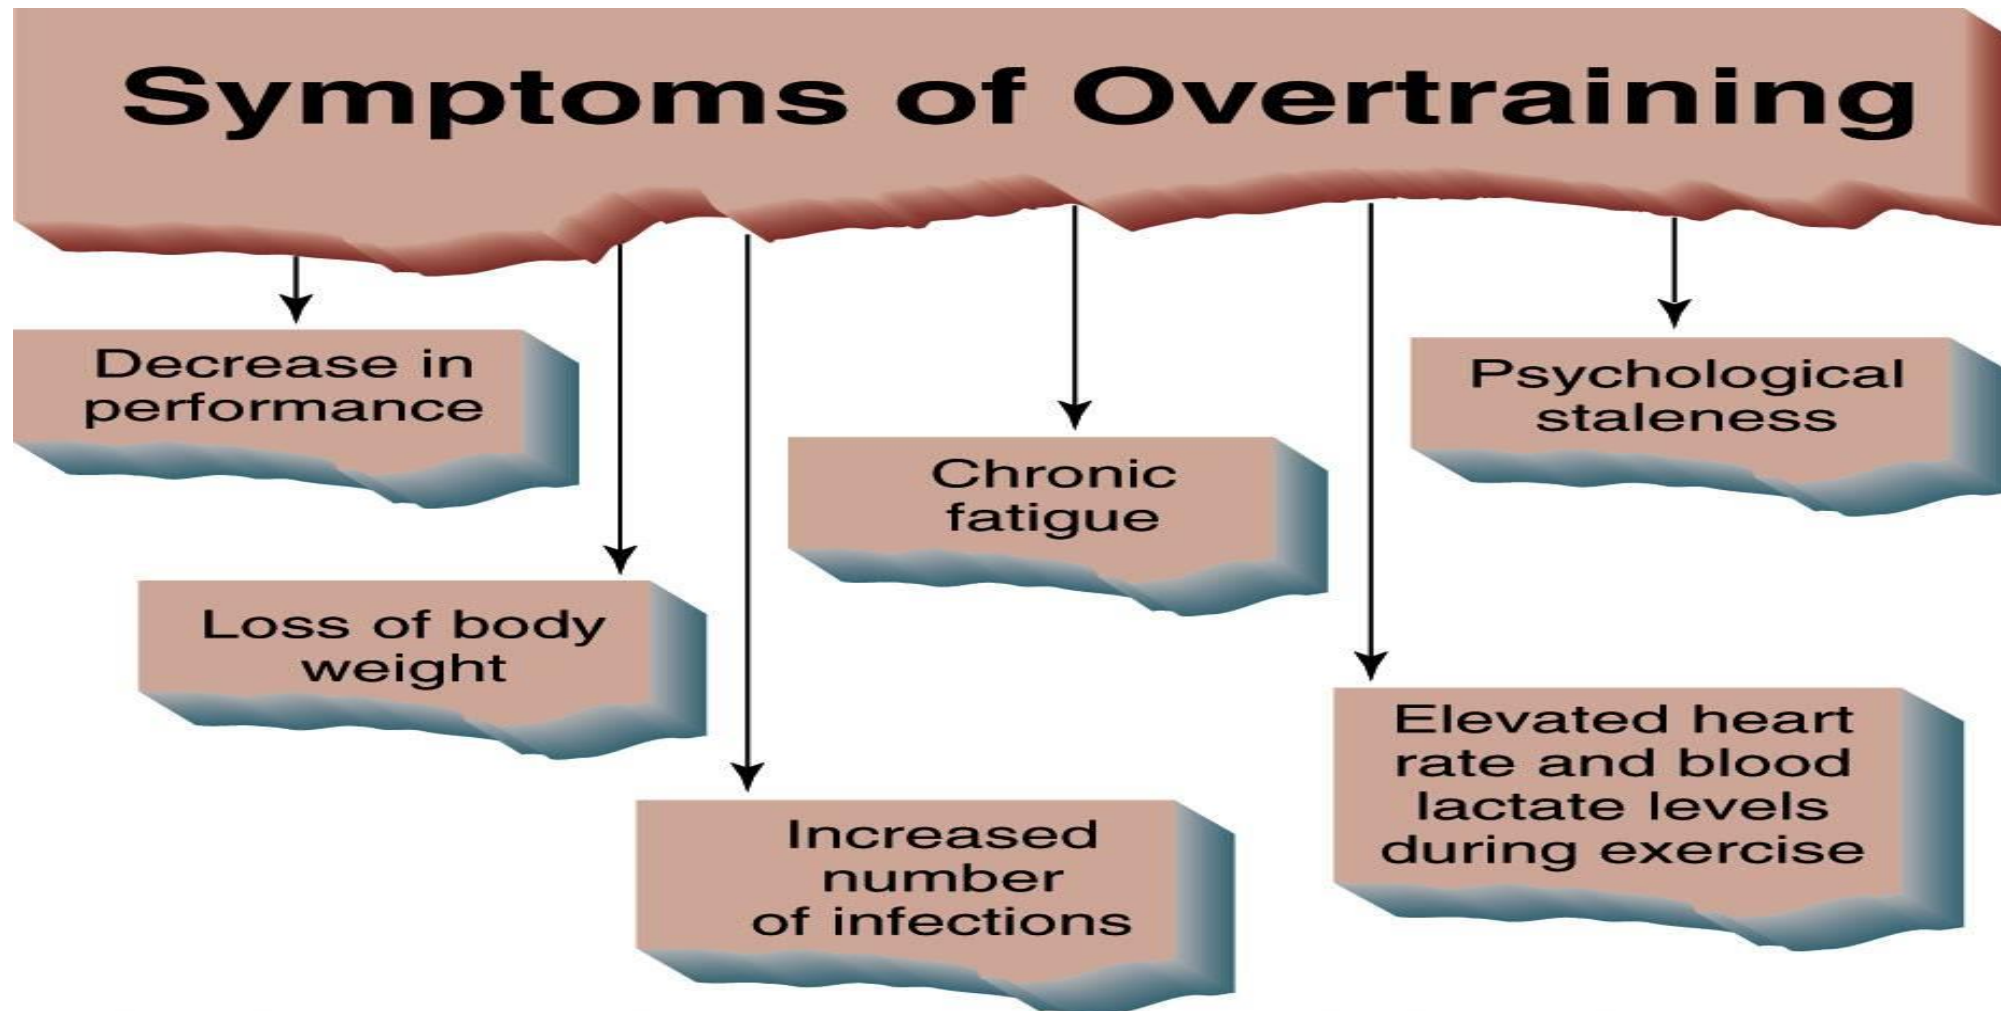 Symptoms of Overtraining
Decrease in
performance
Loss of body
weight
Increased
number
of infections
Chronic
fatigue
Elevated heart
rate and blood
lactate levels
during exercise
Psychological
staleness